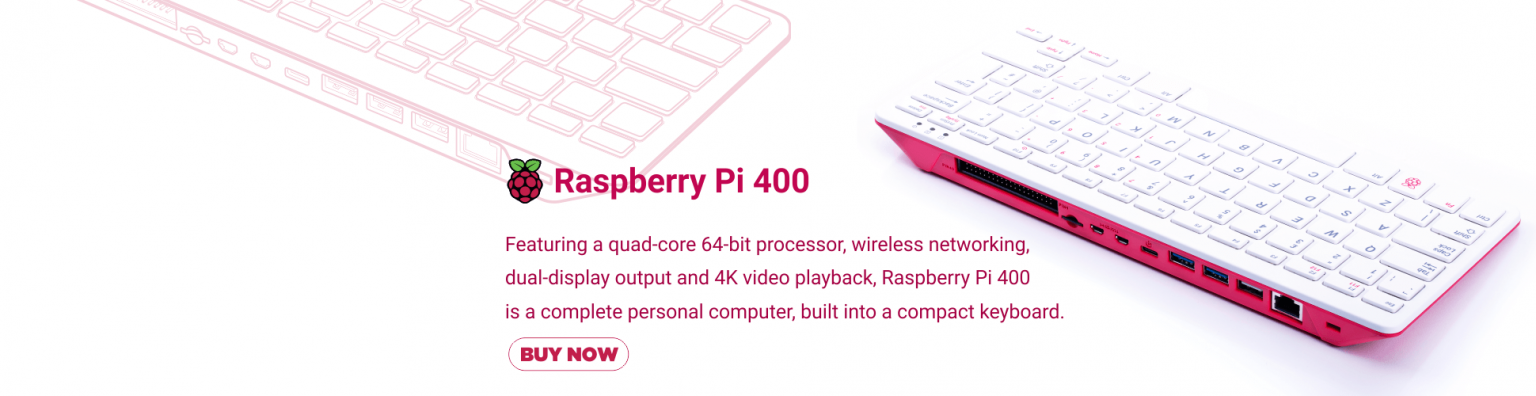 Raspberry Pi 400
Featuring a quad-core 64-bit processor, wireless networking,
dual-display output and 4K video playback, Raspberry Pi 400
is a complete personal computer, built into a compact keyboard.
BUY NOW